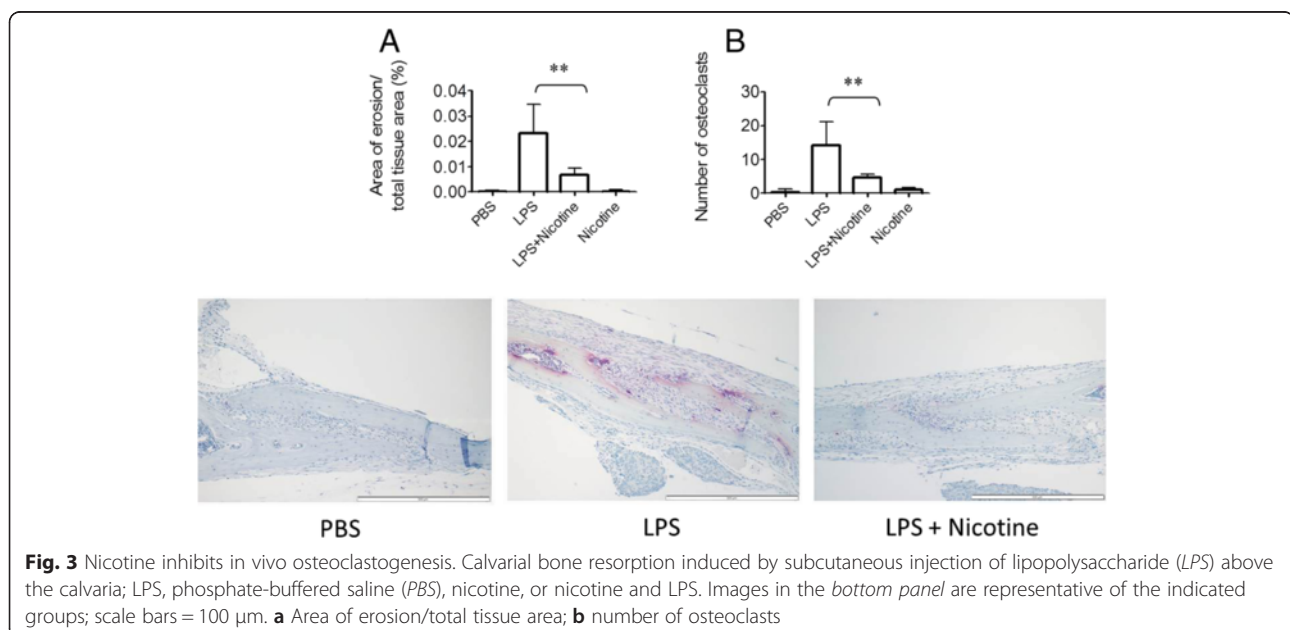 A
B
Area of erosion/
total tissue area (%)
0.04
0.03
0.02
0.01
0.00
**
PBS
LPS
LPS+Nicotine
Nicotine
Number of osteoclasts
30
20
10
0
**
PBS
LPS
LPS+Nicotine
Nicotine
PBS
LPS
LPS + Nicotine
Fig. 3 Nicotine inhibits in vivo osteoclastogenesis. Calvarial bone resorption induced by subcutaneous injection of lipopolysaccharide (LPS) above
the calvaria; LPS, phosphate-buffered saline (PBS), nicotine, or nicotine and LPS. Images in the bottom panel are representative of the indicated
groups; scale bars = 100 μm. a Area of erosion/total tissue area; b number of osteoclasts